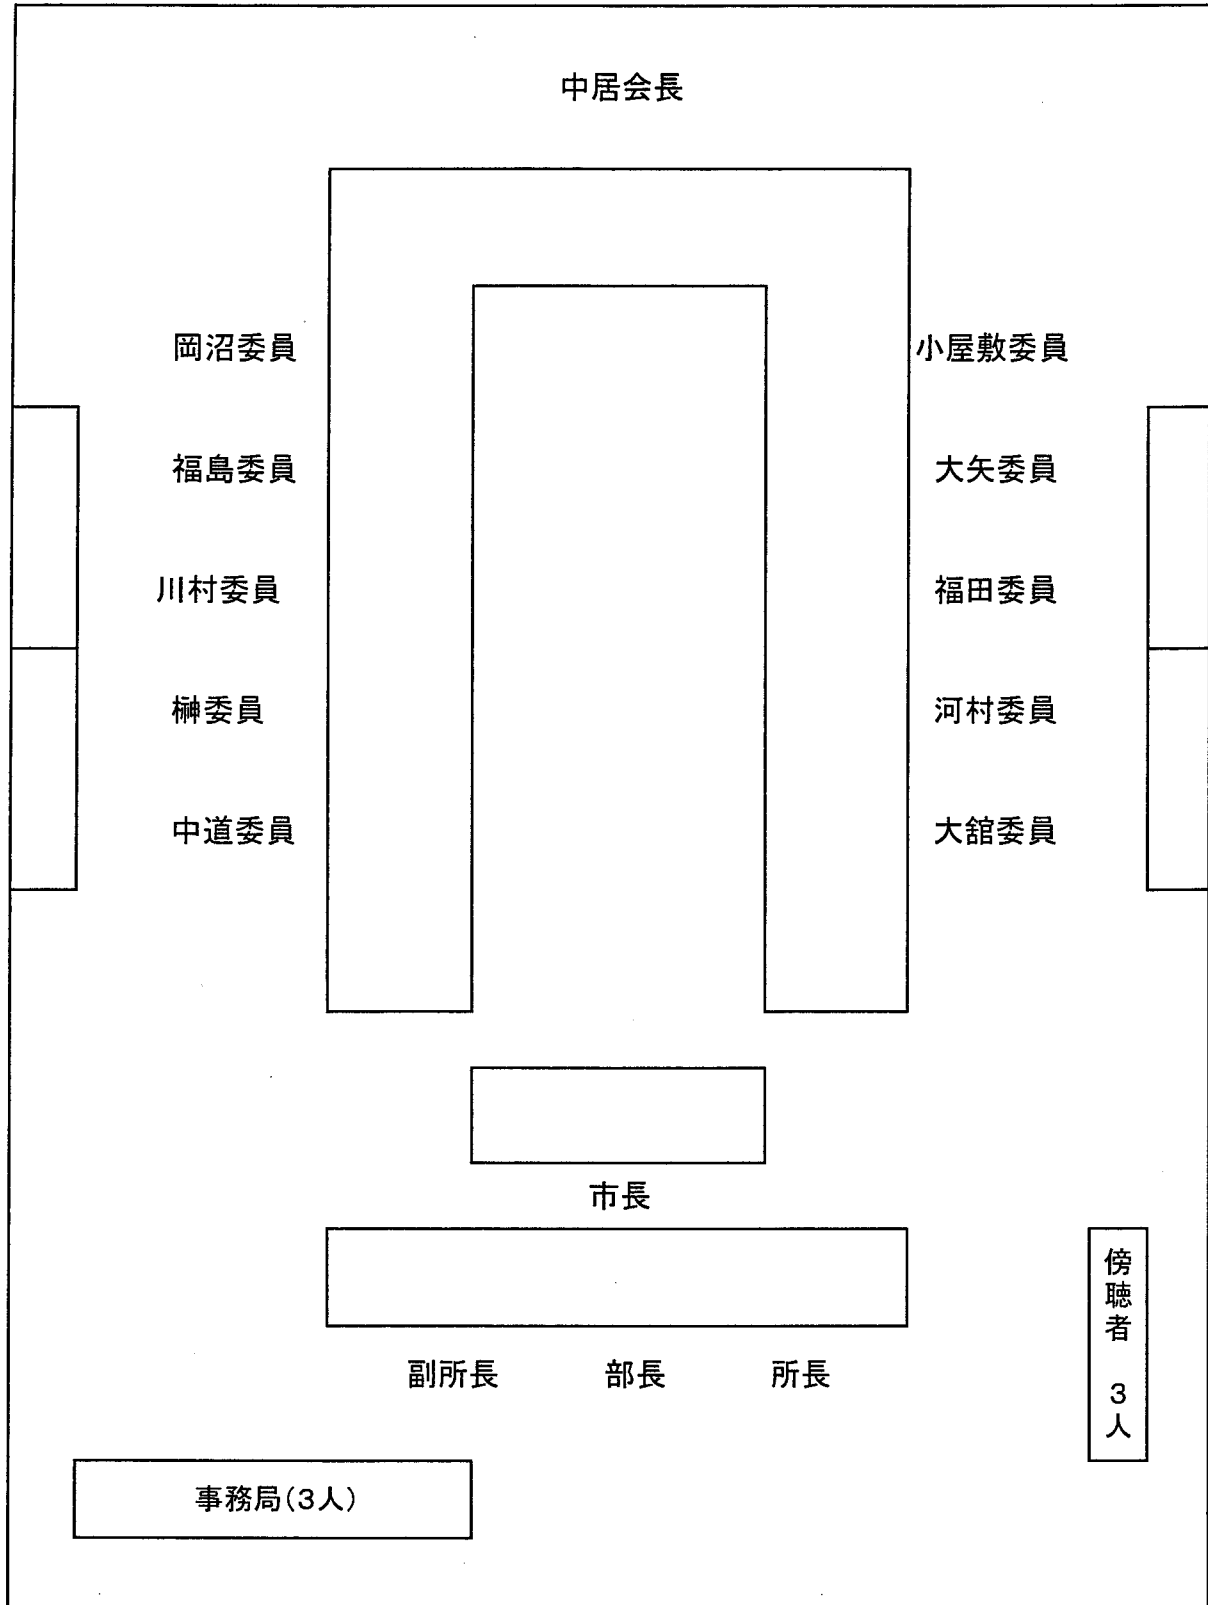 中居会長
岡沼委員
小屋敷委員
福島委員
大矢委員
川村委員
福田委員
榊委員
河村委員
中道委員
大舘委員
市長
傍聴者 3人
副所長 部長 所長
事務局(3人)